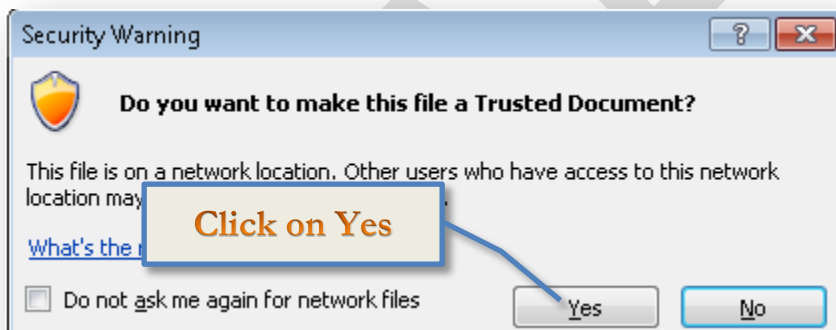 Security Warning
Do you want to make this file a Trusted Document?
This file is on a network location. Other users who have access to this network
location may
Click on Yes
What's the
Do not ask me again for network files
Yes
No